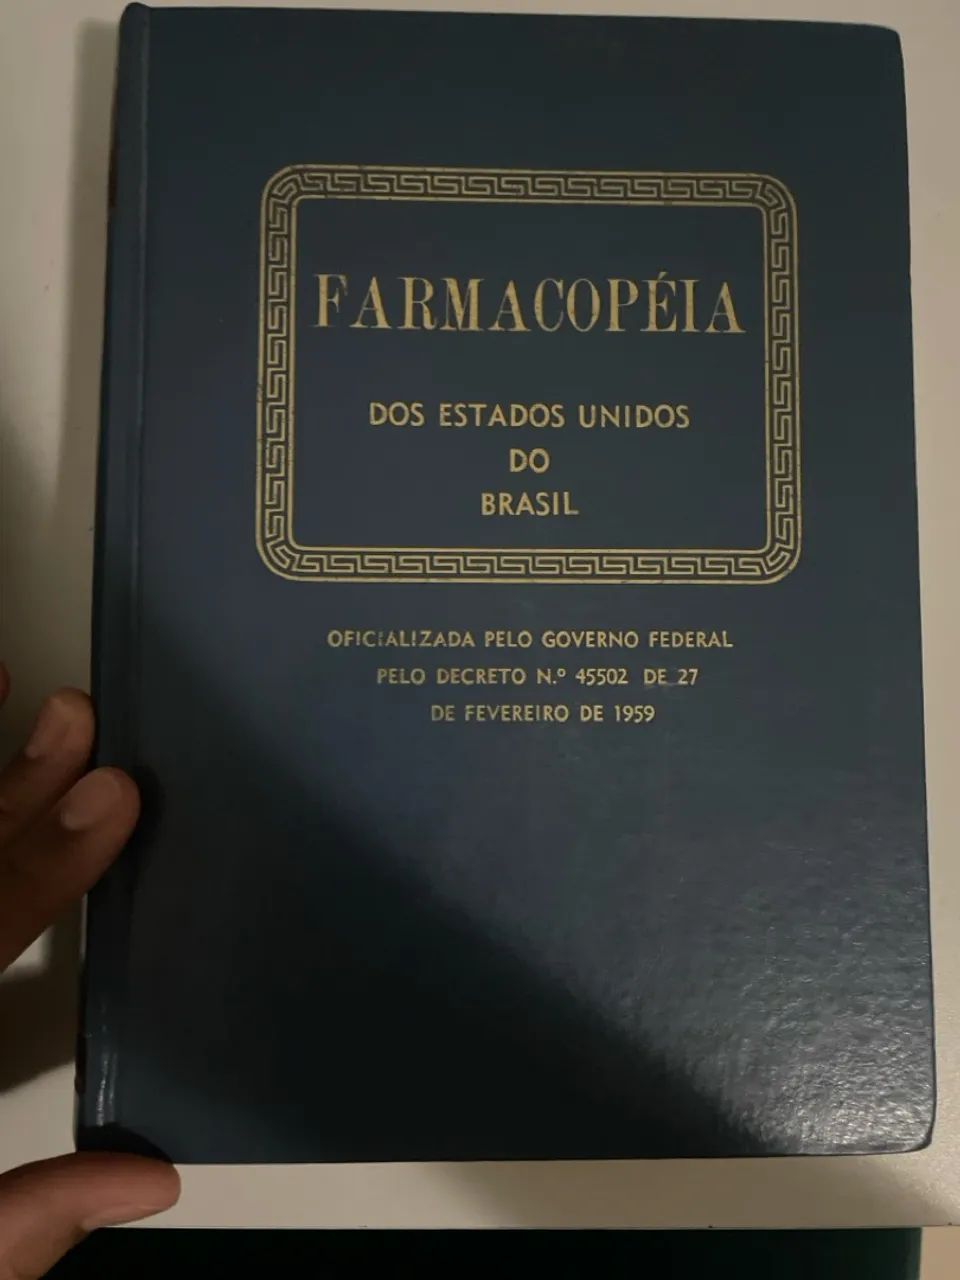 FARMACOPÉIA
DOS ESTADOS UNIDOS
DO
BRASIL
OFICIALIZADA PELO GOVERNO FEDERAL
PELO DECRETO N.º 45502 DE 27
DE FEVEREIRO DE 1959